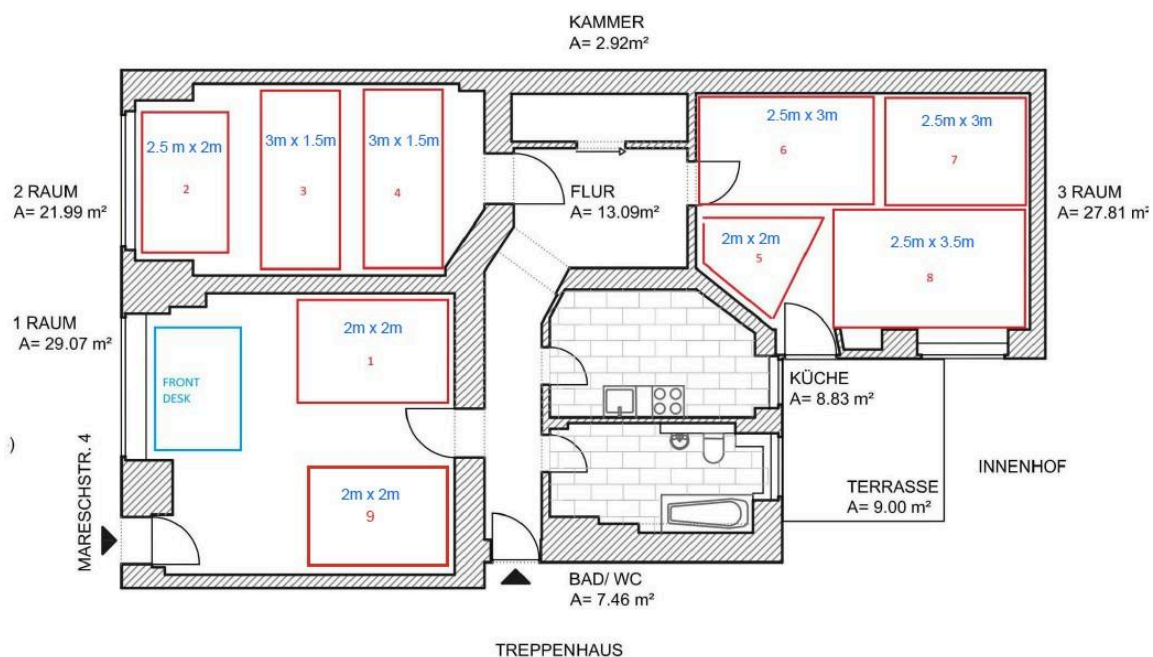 KAMMER
A= 2.92m²
2.5 m x 2m
2
3m x 1.5m
3
3m x 1.5m
4
2.5m x 3m
6
2.5m x 3m
7
2 RAUM
A= 21.99 m²
FLUR
A= 13.09m²
3 RAUM
A= 27.81 m²
2m x 2m
5
2.5m x 3.5m
8
1 RAUM
A= 29.07 m²
2m x 2m
1
FRONT
DESK
KÜCHE
A= 8.83 m²
)
MARESCHSTR. 4
2m x 2m
9
INNENHOF
TERRASSE
A= 9.00 m²
BAD/ WC
A= 7.46 m²
TREPPENHAUS